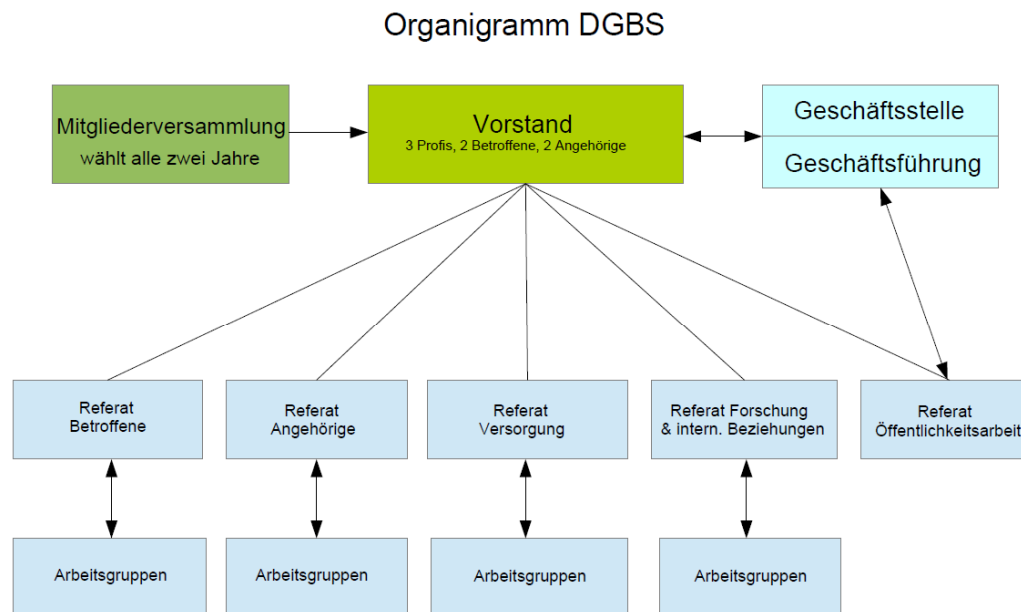 Organigramm DGBS
Mitgliederversammlung
wählt alle zwei Jahre
Vorstand
3 Profis, 2 Betroffene, 2 Angehörige
Geschäftsstelle
Geschäftsführung
Referat
Betroffene
Referat
Angehörige
Referat
Versorgung
Referat Forschung
& intern. Beziehungen
Referat
Öffentlichkeitsarbeit
Arbeitsgruppen
Arbeitsgruppen
Arbeitsgruppen
Arbeitsgruppen